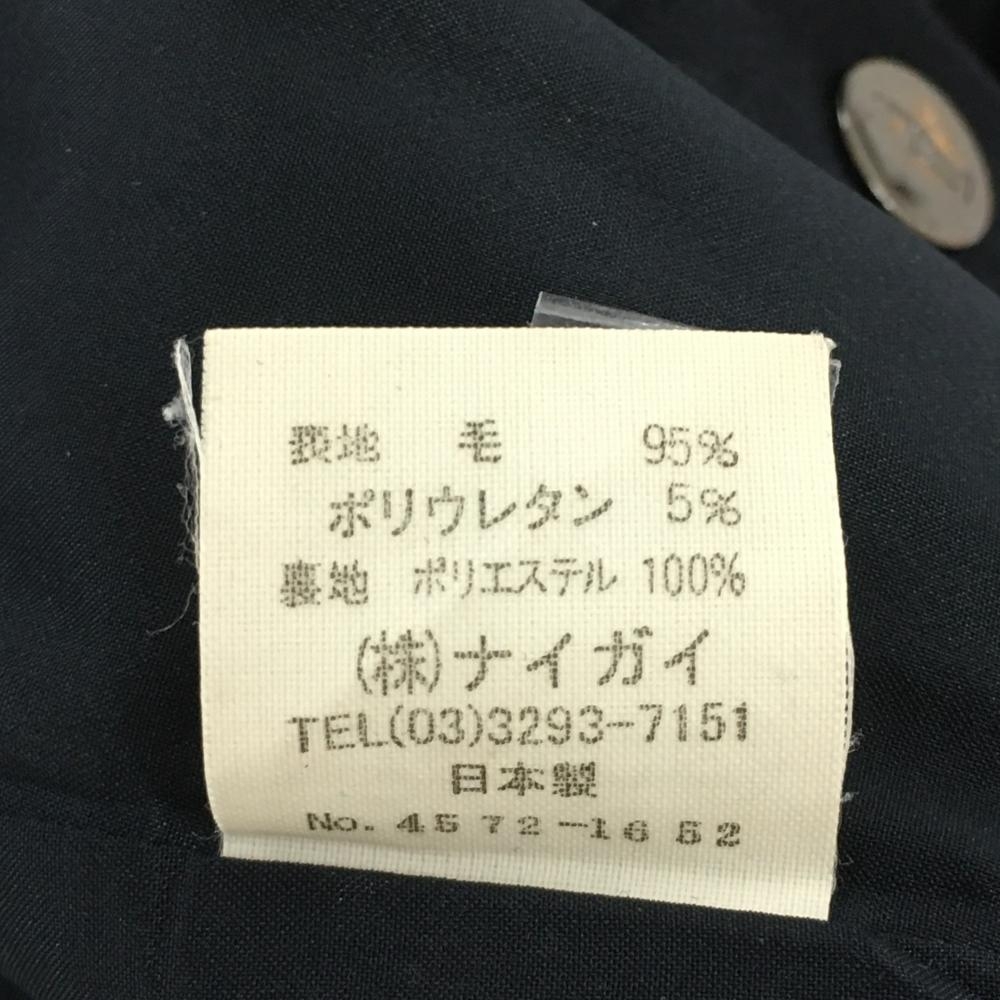 表地 毛 95%
ポリウレタン 5%
裏地 ポリエステル 100%
(株)ナイガイ
TEL(03)3293-7151
日本製
No. 4572-1652